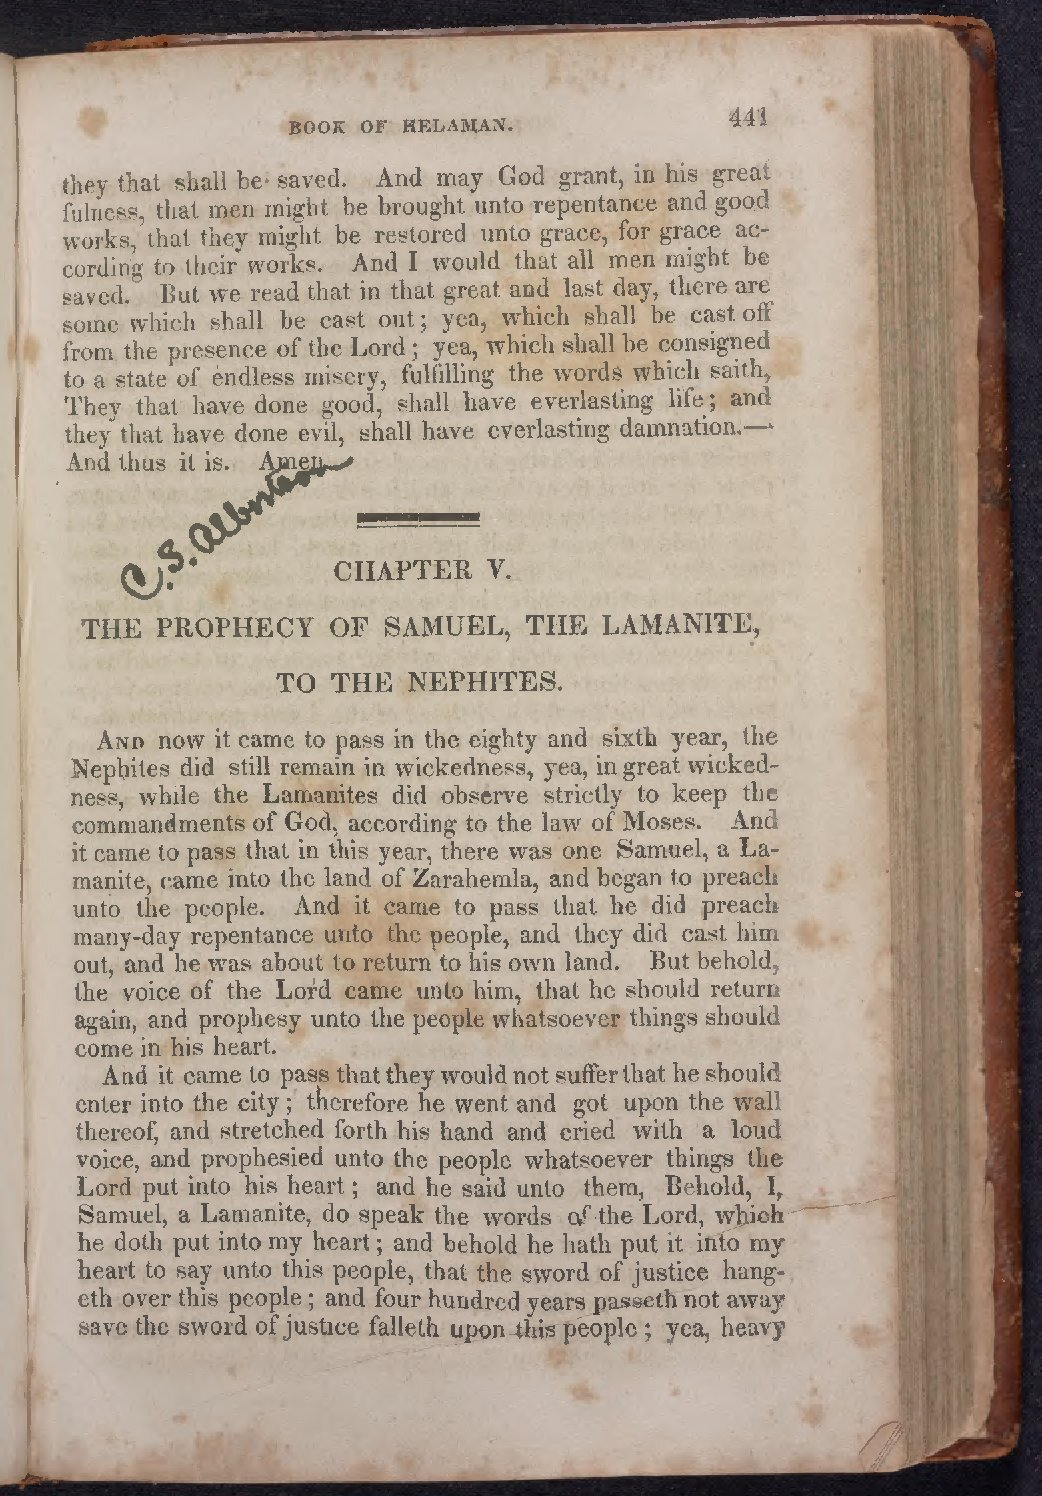 BOOK OF HELAMAN. 441
they that shall be saved. And may God grant, in his great
fulness, that men might be brought unto repentance and good
works, that they might be restored unto grace, for grace ac-
cording to their works. And I would that all men might be
saved. But we read that in that great and last day, there are
some which shall be cast out; yea, which shall be cast off
from the presence of the Lord; yea, which shall be consigned
to a state of endless misery, fulfilling the words which saith,
They that have done good, shall have everlasting life; and
they that have done evil, shall have everlasting damnation.—
And thus it is. Amen.
C. S.
CHAPTER V.
THE PROPHECY OF SAMUEL, THE LAMANITE,
TO THE NEPHITES.
AND now it came to pass in the eighty and sixth year, the
Nephites did still remain in wickedness, yea, in great wicked-
ness, while the Lamanites did observe strictly to keep the
commandments of God, according to the law of Moses. And
it came to pass that in this year, there was one Samuel, a La-
manite, came into the land of Zarahemla, and began to preach
unto the people. And it came to pass that he did preach
many-day repentance unto the people, and they did cast him
out, and he was about to return to his own land. But behold,
the voice of the Lord came unto him, that he should return
again, and prophesy unto the people whatsoever things should
come in his heart.
And it came to pass that they would not suffer that he should
enter into the city; therefore he went and got upon the wall
thereof, and stretched forth his hand and cried with a loud
voice, and prophesied unto the people whatsoever things the
Lord put into his heart; and he said unto them, Behold, I,
Samuel, a Lamanite, do speak the words of the Lord, which
he doth put into my heart; and behold he hath put it into my
heart to say unto this people, that the sword of justice hang-
eth over this people; and four hundred years passeth not away
save the sword of justice falleth upon this people; yea, heavy